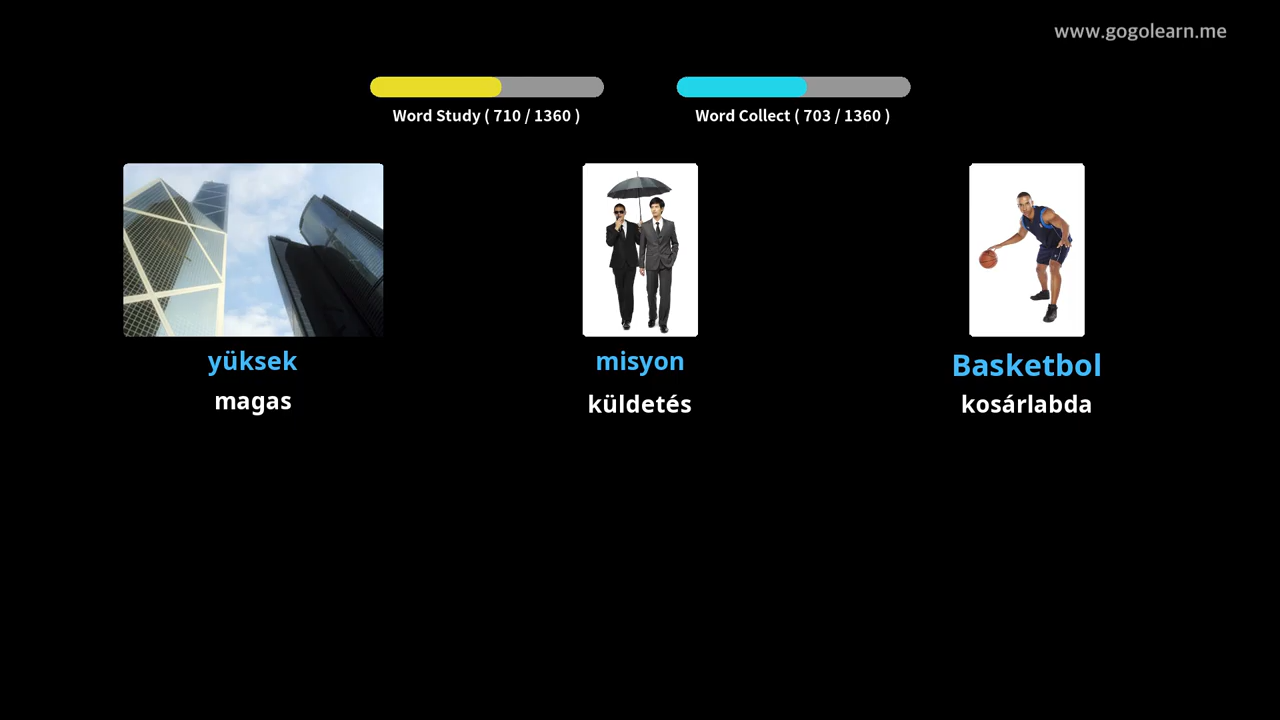 www.gogolearn.me
Word Study ( 710 / 1360 )
Word Collect ( 703 / 1360 )
yüksek
magas
misyon
küldetés
Basketbol
kosárlabda